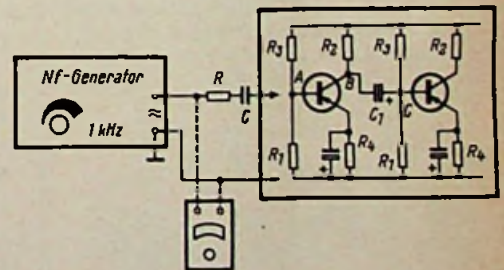 Nf-Generator
≈
1 kHz
R
C
R3
R2
R3
R2
A
B
C1
+
C
R1
+
R4
R1
+
R4